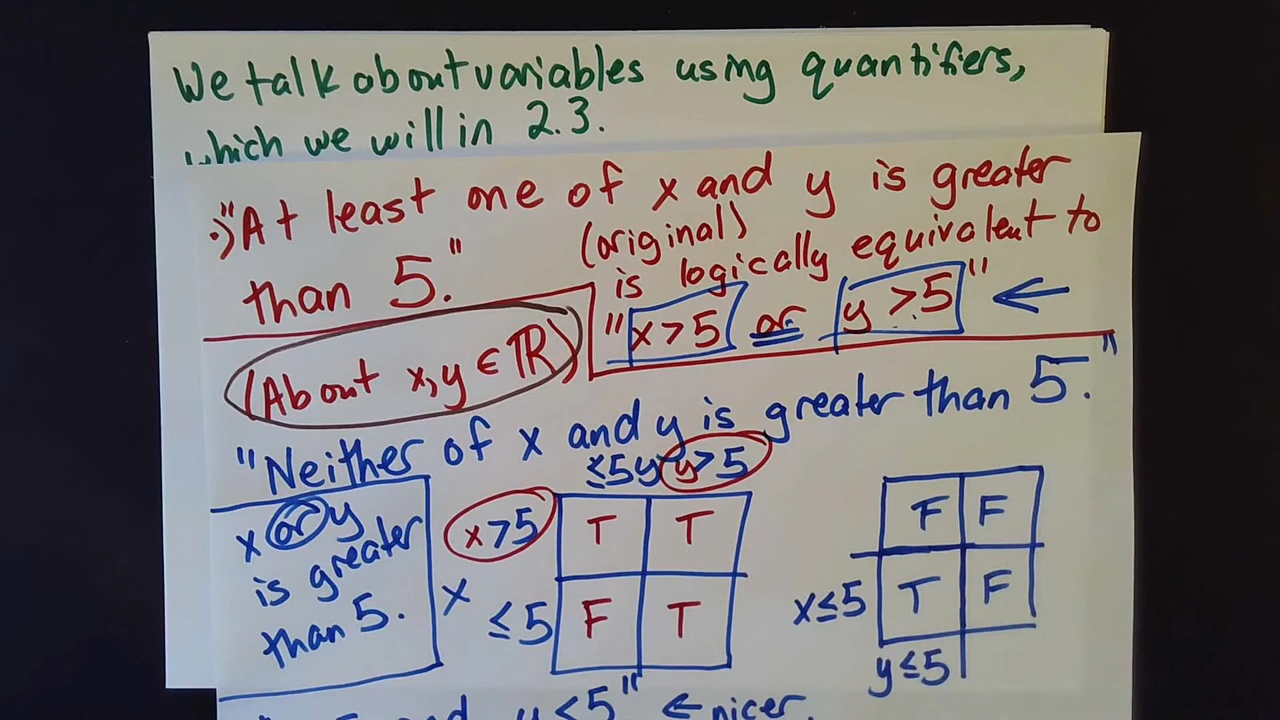 We talk about variables using quantifiers,
which we will in 2.3.
:) "At least one of x and y is greater
than 5."
(original)
is logically equivalent to
"x > 5 or y > 5" ←
(About x, y ∈ ℝ)
"Neither of x and y is greater than 5."
x or y
is greater
than 5.
≤5 y y>5
x>5 T T
x ≤5 F T
F F
x≤5 T F
y≤5
and y ≤ 5" ← nicer.